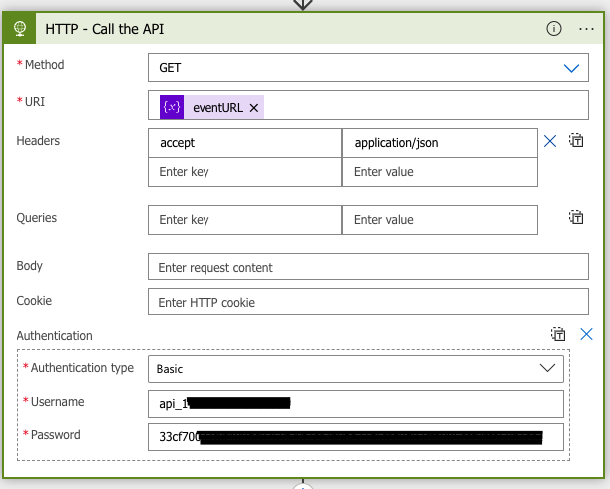 HTTP - Call the API
* Method GET
* URI {x} eventURL ×
Headers accept application/json
Enter key Enter value
Queries Enter key Enter value
Body Enter request content
Cookie Enter HTTP cookie
Authentication
* Authentication type Basic
* Username api_1
* Password 33cf700